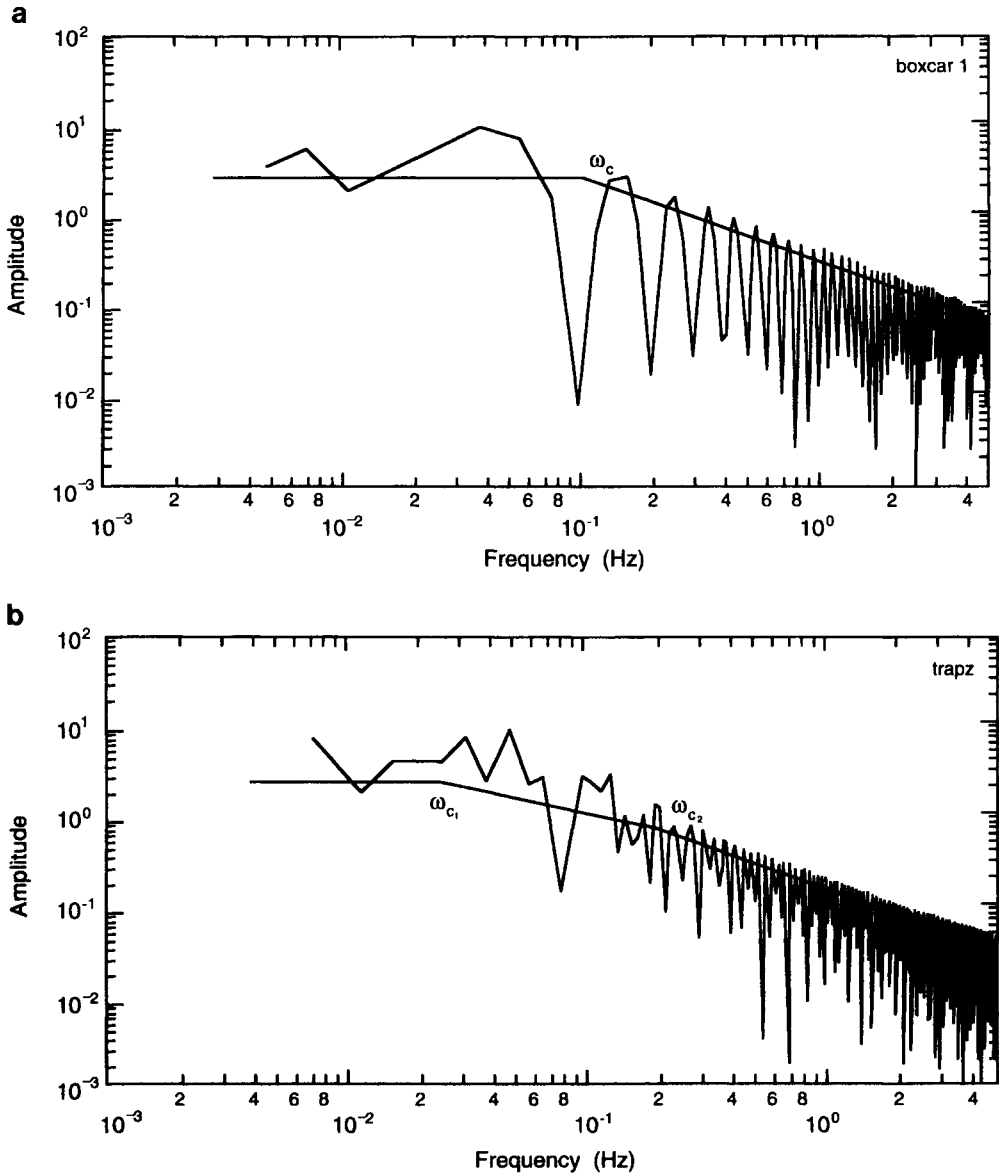 a
10²
boxcar 1
10¹
ωc
10⁰
Amplitude
10⁻¹
10⁻²
10⁻³
2 4 6 8 2 4 6 8 2 4 6 8 2 4
10⁻³ 10⁻² 10⁻¹ 10⁰
Frequency (Hz)
b
10²
trapz
10¹
ωc₁ ωc₂
10⁰
Amplitude
10⁻¹
10⁻²
10⁻³
2 4 6 8 2 4 6 8 2 4 6 8 2 4
10⁻³ 10⁻² 10⁻¹ 10⁰
Frequency (Hz)